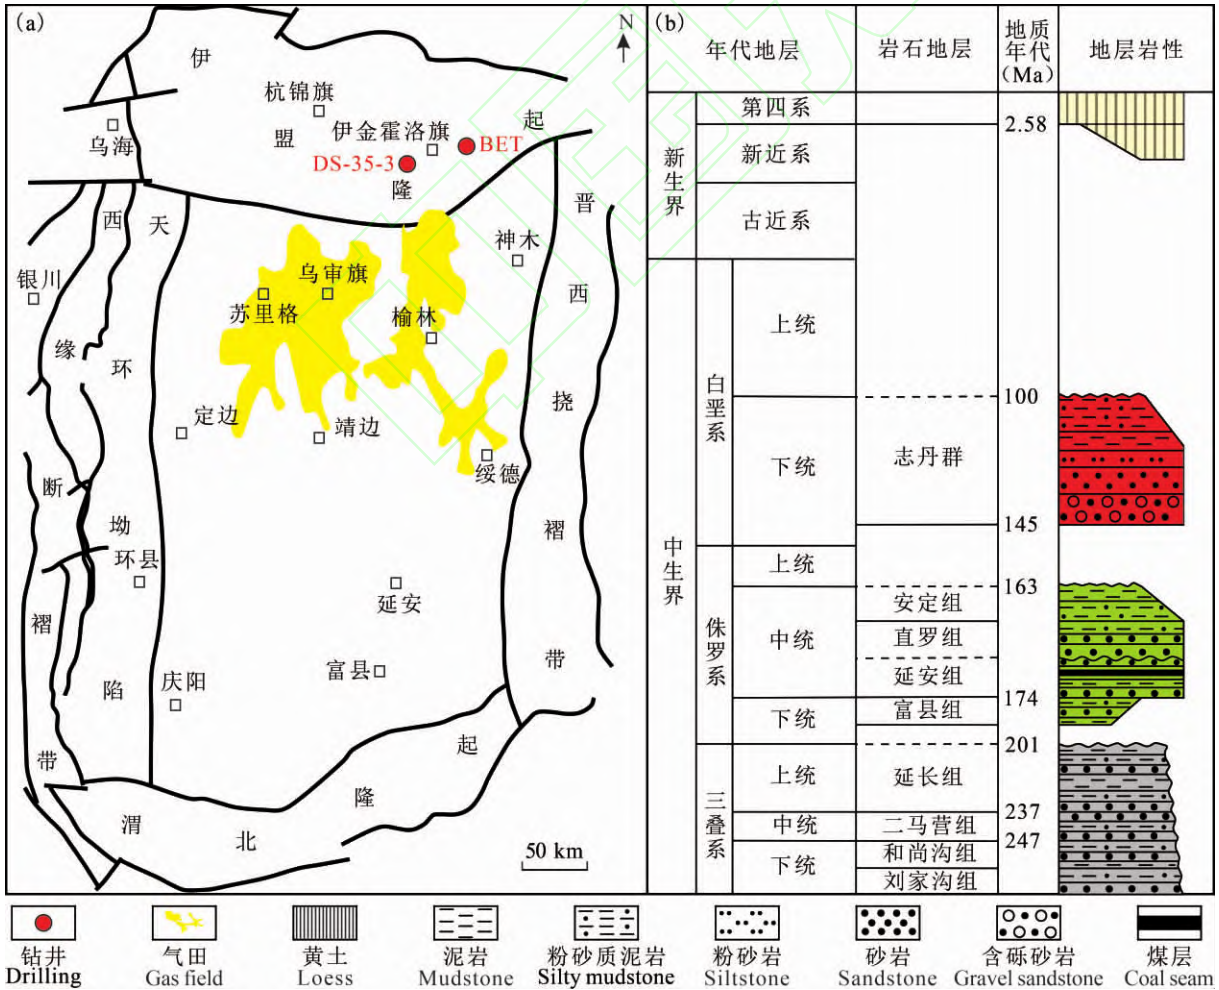 (a)
N
伊
杭锦旗
盟
伊金霍洛旗
起
乌海
BET
DS-35-3
隆
西
天
晋
神木
银川
乌审旗
苏里格
西
榆林
缘
环
挠
定边
靖边
绥德
断
坳
褶
环县
延安
褶
富县
带
陷
庆阳
起
带
隆
渭
北
50 km
(b)
年代地层
岩石地层
地质
年代
(Ma)
地层岩性
新生界
第四系
2.58
新近系
古近系
中生界
白垩系
上统
100
下统
志丹群
145
侏罗系
上统
163
中统
安定组
直罗组
延安组
174
下统
富县组
201
三叠系
上统
延长组
237
中统
二马营组
247
下统
和尚沟组
刘家沟组
钻井
Drilling
气田
Gas field
黄土
Loess
泥岩
Mudstone
粉砂质泥岩
Silty mudstone
粉砂岩
Siltstone
砂岩
Sandstone
含砾砂岩
Gravel sandstone
煤层
Coal seam